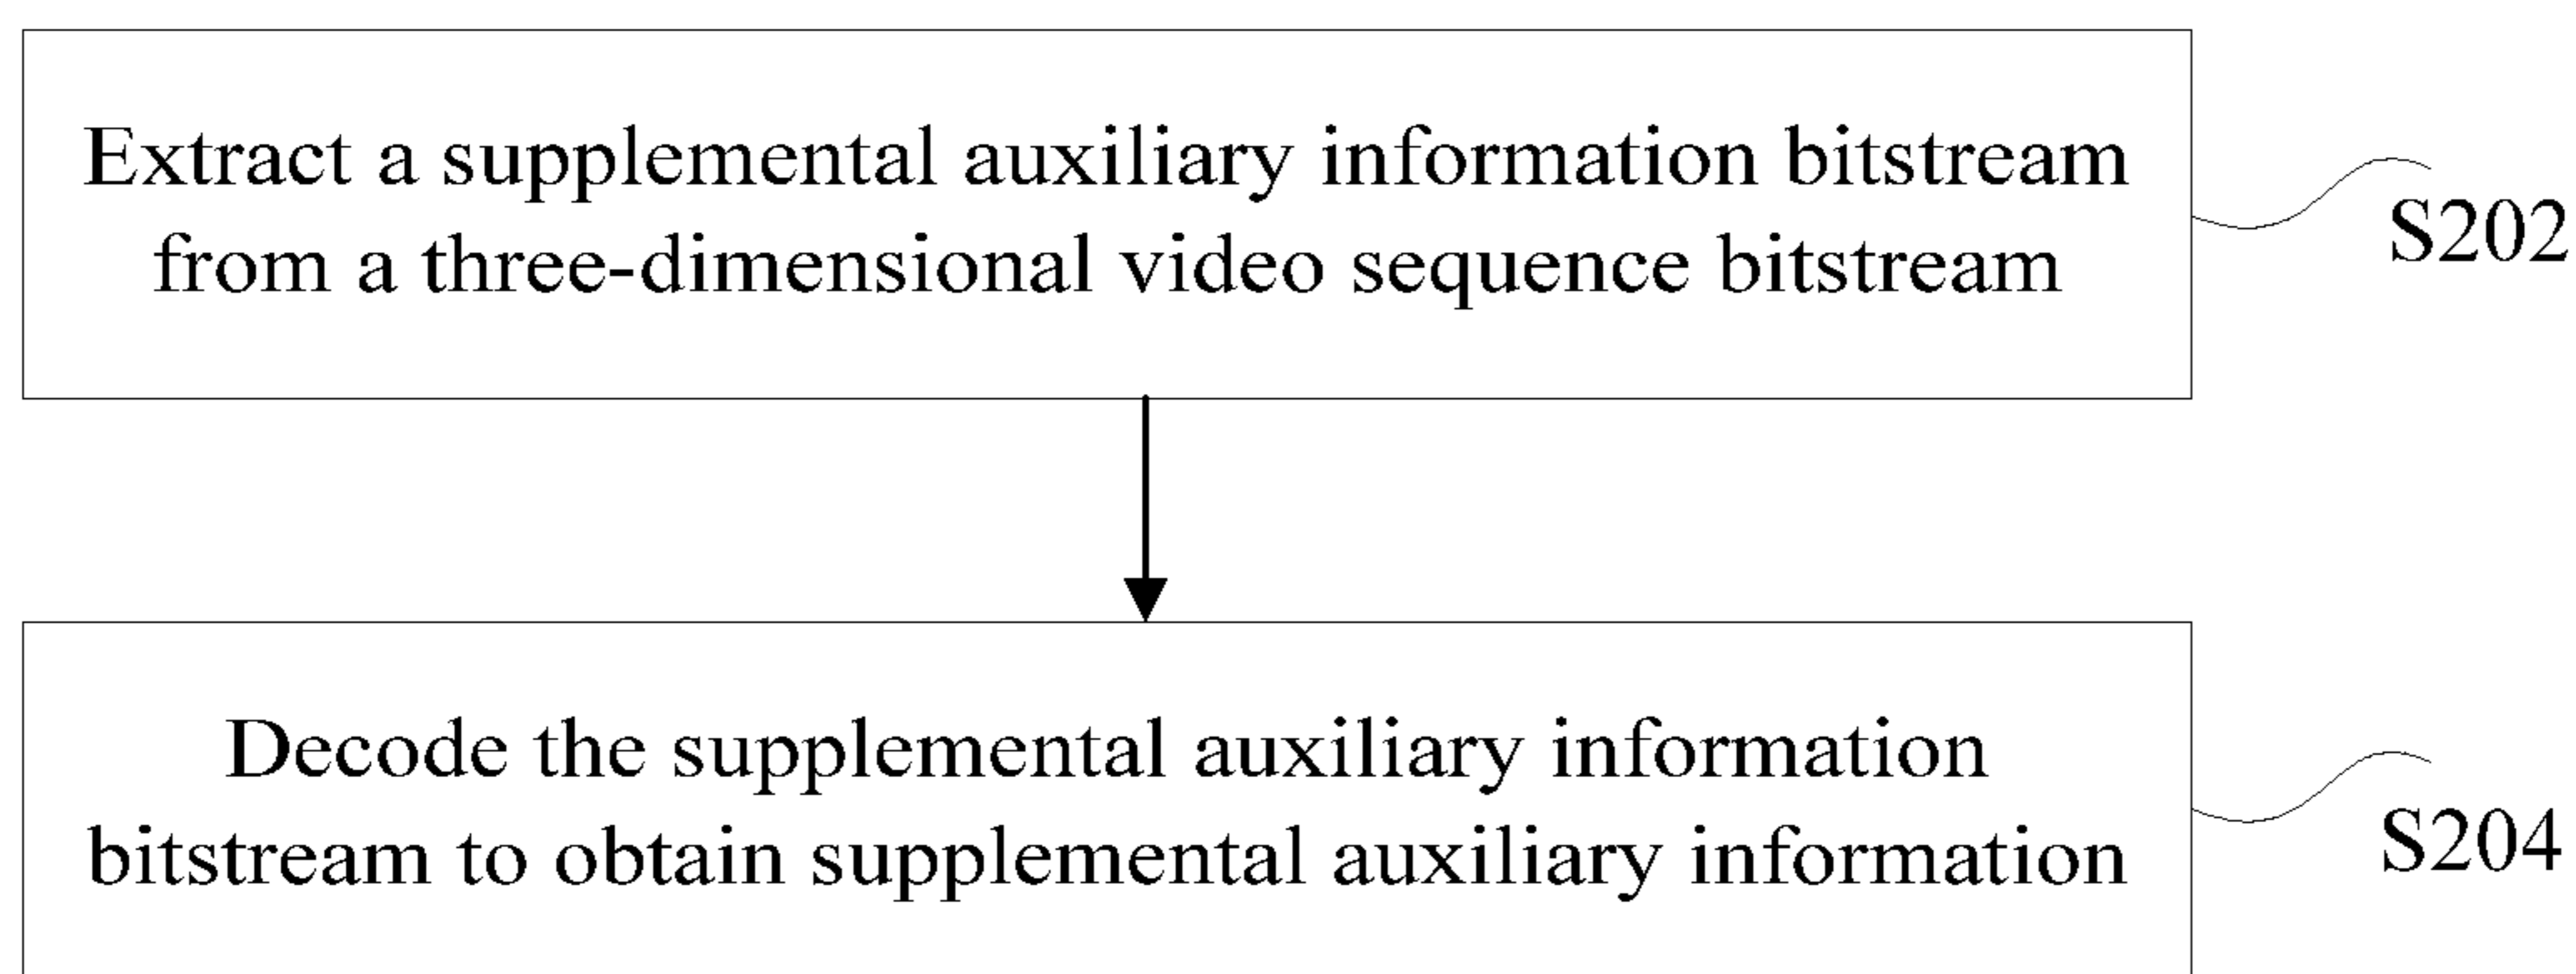 Extract a supplemental auxiliary information bitstream
from a three-dimensional video sequence bitstream
S202
Decode the supplemental auxiliary information
bitstream to obtain supplemental auxiliary information
S204